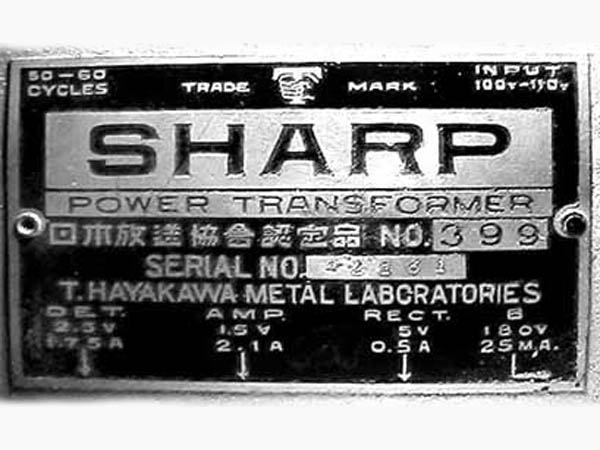 50-60 CYCLES
TRADE MARK
INPUT 100V-110V
SHARP
POWER TRANSFORMER
日本放送協会認定品 NO. 399
SERIAL NO.
T. HAYAKAWA METAL LABORATORIES
DET. AMP. RECT. B
2.5V 1.5V 5V 180V
1.75A 2.1A 0.5A 25M.A.